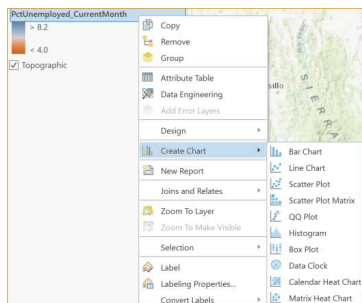 PctUnemployed_CurrentMonth
> 8.2
< 4.0
Topographic
Copy
Remove
Group
Attribute Table
Data Engineering
Add Error Layers
Design
Create Chart
New Report
Joins and Relates
Zoom To Layer
Zoom To Make Visible
Selection
Label
Labeling Properties...
Convert Labels
Bar Chart
Line Chart
Scatter Plot
Scatter Plot Matrix
QQ Plot
Histogram
Box Plot
Data Clock
Calendar Heat Chart
Matrix Heat Chart
sillo
SIERRA